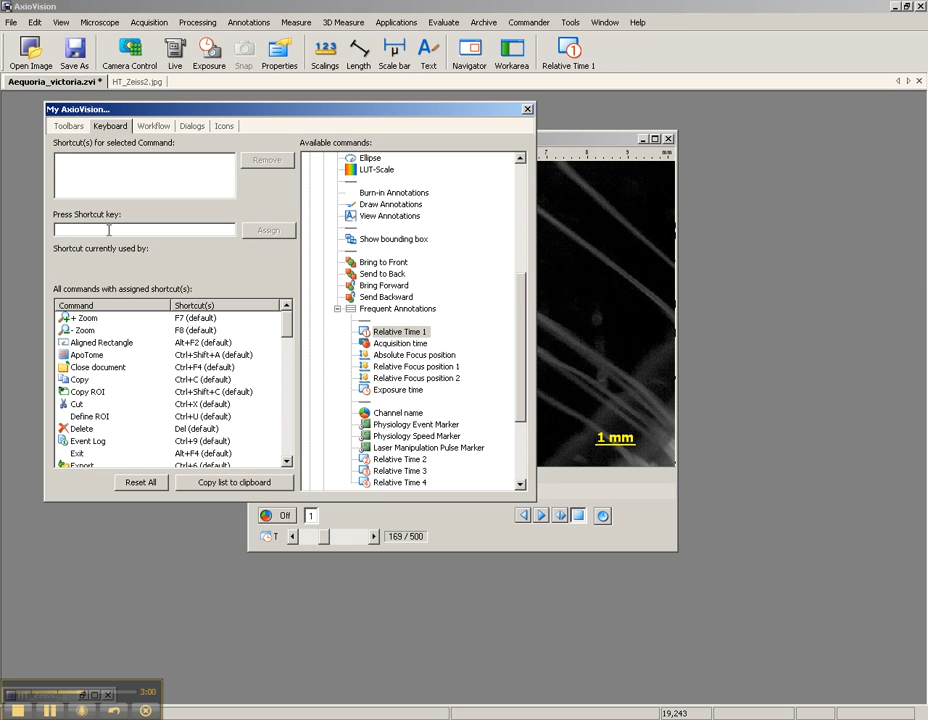 AxioVision
File Edit View Microscope Acquisition Processing Annotations Measure 3D Measure Applications Evaluate Archive Commander Tools Window Help
Open Image Save As Camera Control Live Exposure Snap Properties Scalings Length Scale bar Text Navigator Workarea Relative Time 1
Aequoria_victoria.zvi * HT_Zeiss2.jpg
My AxioVision...
Toolbars Keyboard Workflow Dialogs Icons
Shortcut(s) for selected Command:
Remove
Press Shortcut key:
Assign
Shortcut currently used by:
All commands with assigned shortcut(s):
Command Shortcut(s)
+ Zoom F7 (default)
- Zoom F8 (default)
Aligned Rectangle Alt+F2 (default)
ApoTome Ctrl+Shift+A (default)
Close document Ctrl+F4 (default)
Copy Ctrl+C (default)
Copy ROI Ctrl+Shift+C (default)
Cut Ctrl+X (default)
Define ROI Ctrl+U (default)
Delete Del (default)
Event Log Ctrl+9 (default)
Exit Alt+F4 (default)
Export Ctrl+6 (default)
Reset All Copy list to clipboard
Available commands:
Ellipse
LUT-Scale
Burn-in Annotations
Draw Annotations
View Annotations
Show bounding box
Bring to Front
Send to Back
Bring Forward
Send Backward
Frequent Annotations
Relative Time 1
Acquisition time
Absolute Focus position
Relative Focus position 1
Relative Focus position 2
Exposure time
Channel name
Physiology Event Marker
Physiology Speed Marker
Laser Manipulation Pulse Marker
Relative Time 2
Relative Time 3
Relative Time 4
7 8 9 mm
1 mm
Off 1
T 169 / 500
3:00
19,243